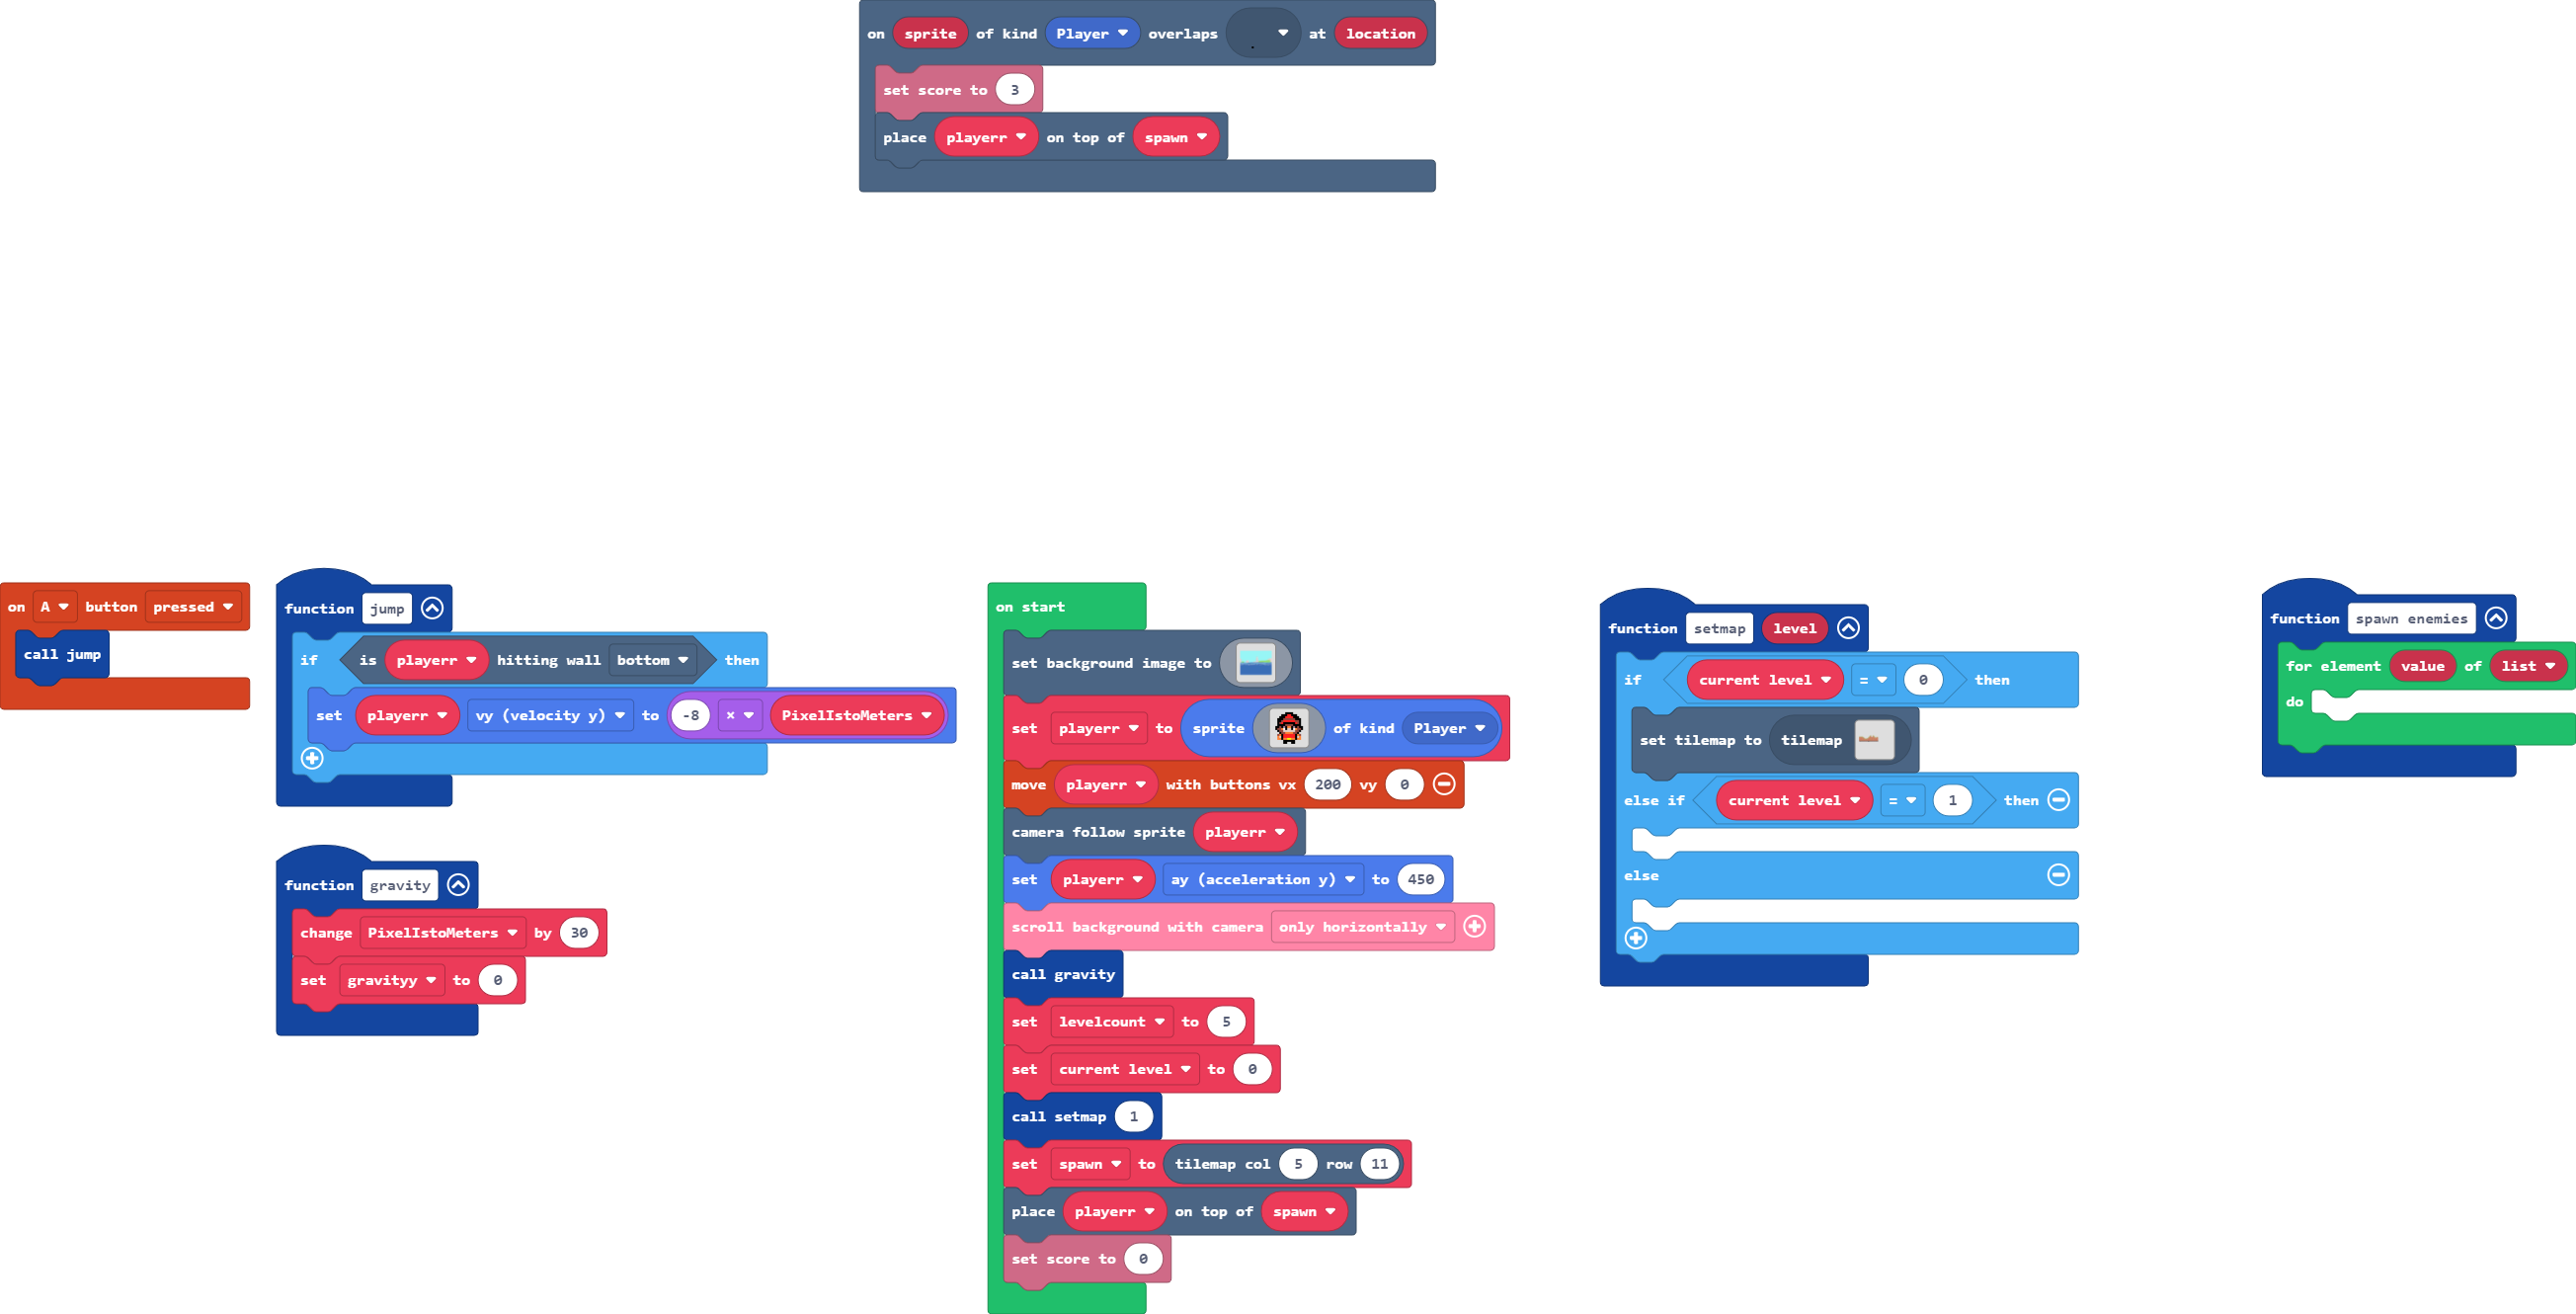 on sprite of kind Player overlaps at location
set score to 3
place playerr on top of spawn
on A button pressed
call jump
function jump
if is playerr hitting wall bottom then
set playerr vy (velocity y) to -8 × PixelIstoMeters
function gravity
change PixelIstoMeters by 30
set gravityy to 0
on start
set background image to
set playerr to sprite of kind Player
move playerr with buttons vx 200 vy 0
camera follow sprite playerr
set playerr ay (acceleration y) to 450
scroll background with camera only horizontally
call gravity
set levelcount to 5
set current level to 0
call setmap 1
set spawn to tilemap col 5 row 11
place playerr on top of spawn
set score to 0
function setmap level
if current level = 0 then
set tilemap to tilemap
else if current level = 1 then
else
function spawn enemies
for element value of list
do